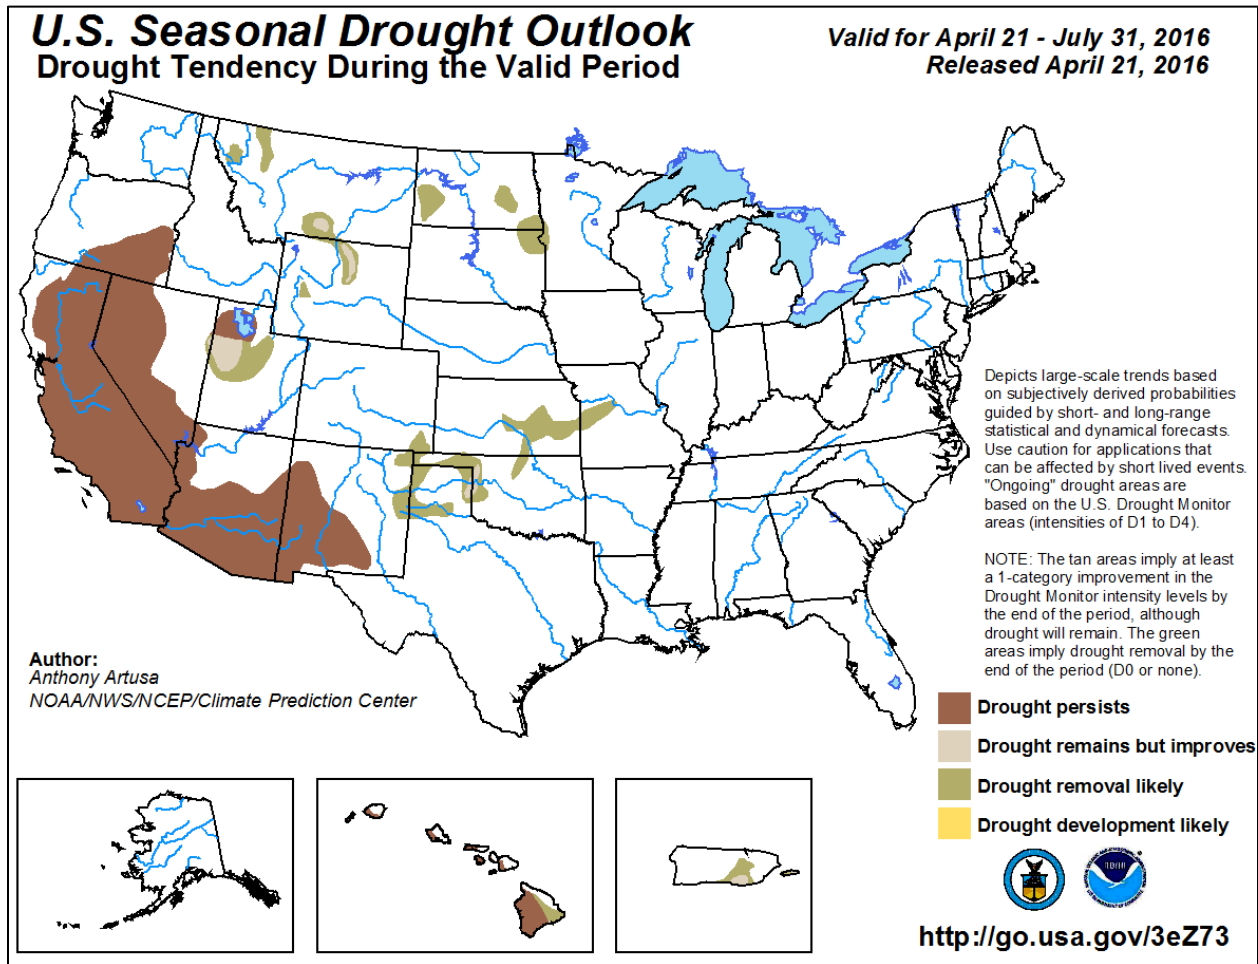 U.S. Seasonal Drought Outlook
Drought Tendency During the Valid Period
Valid for April 21 - July 31, 2016
Released April 21, 2016
Depicts large-scale trends based
on subjectively derived probabilities
guided by short- and long-range
statistical and dynamical forecasts.
Use caution for applications that
can be affected by short lived events.
"Ongoing" drought areas are
based on the U.S. Drought Monitor
areas (intensities of D1 to D4).
NOTE: The tan areas imply at least
a 1-category improvement in the
Drought Monitor intensity levels by
the end of the period, although
drought will remain. The green
areas imply drought removal by the
end of the period (D0 or none).
Author:
Anthony Artusa
NOAA/NWS/NCEP/Climate Prediction Center
Drought persists
Drought remains but improves
Drought removal likely
Drought development likely
http://go.usa.gov/3eZ73